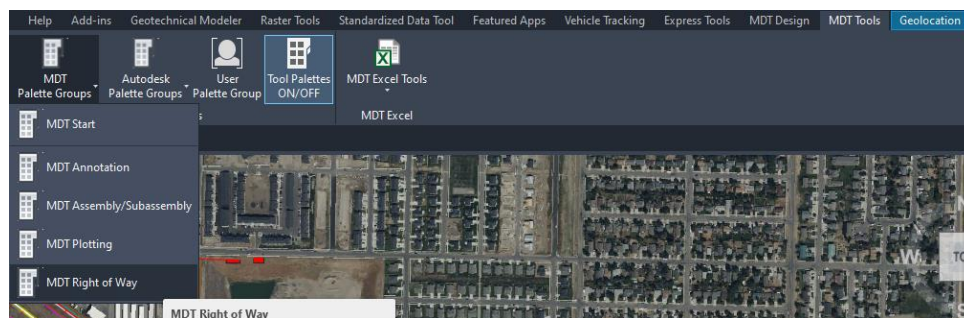 Help Add-ins Geotechnical Modeler Raster Tools Standardized Data Tool Featured Apps Vehicle Tracking Express Tools MDT Design MDT Tools Geolocation
MDT
Palette Groups
Autodesk
Palette Groups
User
Palette Group
Tool Palettes
ON/OFF
MDT Excel Tools
MDT Excel
MDT Start
MDT Annotation
MDT Assembly/Subassembly
MDT Plotting
MDT Right of Way
MDT Right of Way
W